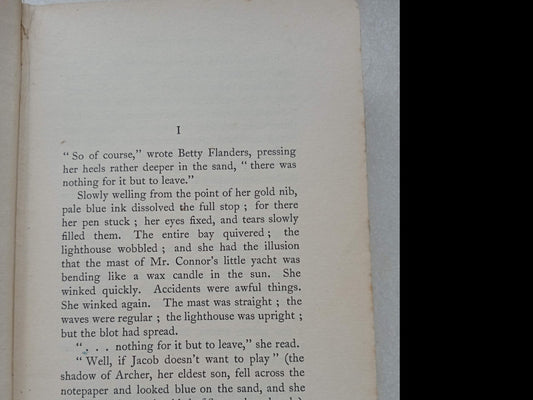 I
" So of course," wrote Betty Flanders, pressing
her heels rather deeper in the sand, " there was
nothing for it but to leave."
Slowly welling from the point of her gold nib,
pale blue ink dissolved the full stop ; for there
her pen stuck ; her eyes fixed, and tears slowly
filled them. The entire bay quivered ; the
lighthouse wobbled ; and she had the illusion
that the mast of Mr. Connor's little yacht was
bending like a wax candle in the sun. She
winked quickly. Accidents were awful things.
She winked again. The mast was straight ; the
waves were regular ; the lighthouse was upright ;
but the blot had spread.
" . . . nothing for it but to leave," she read.
" Well, if Jacob doesn't want to play " (the
shadow of Archer, her eldest son, fell across the
notepaper and looked blue on the sand, and she